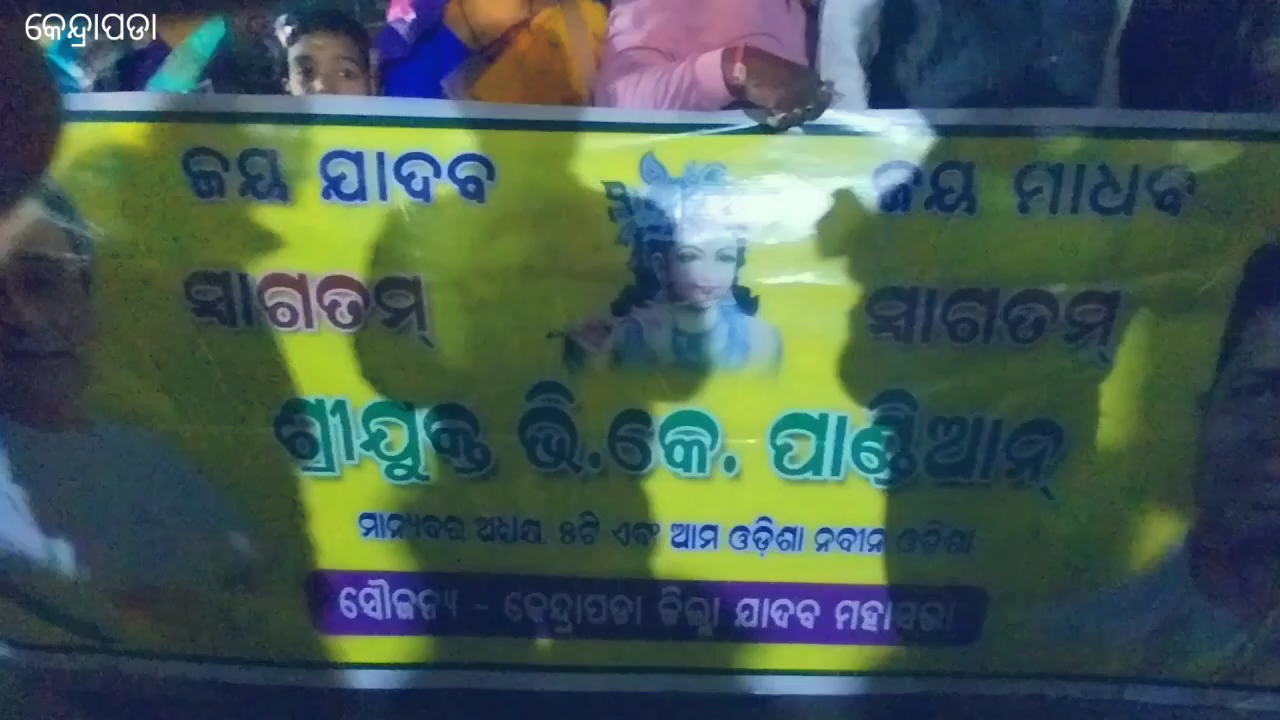 କେନ୍ଦ୍ରାପଡା
ଜୟ ଯାଦବ ଜୟ ମାଧବ
ସ୍ୱାଗତମ୍ ସ୍ୱାଗତମ୍
ଶ୍ରୀଯୁକ୍ତ ଭି.କେ. ପାଣ୍ଡିଆନ୍
ମାନ୍ୟବର ଅଧ୍ୟକ୍ଷ ୫ଟି ଏବଂ ଆମ ଓଡ଼ିଶା ନବୀନ ଓଡିଶା
ସୌଜନ୍ୟ - କେନ୍ଦ୍ରାପଡା ଜିଲ୍ଲା ଯାଦବ ମହାସଭା